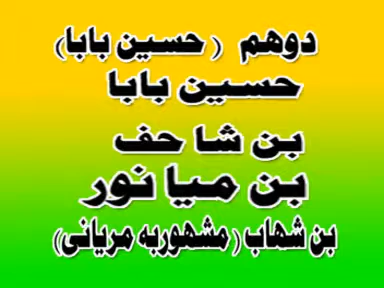 دوهم ( حسین بابا)
حسین بابا
بن شا حف
بن میا نور
بن شهاب ( مشهوربه مریانی)